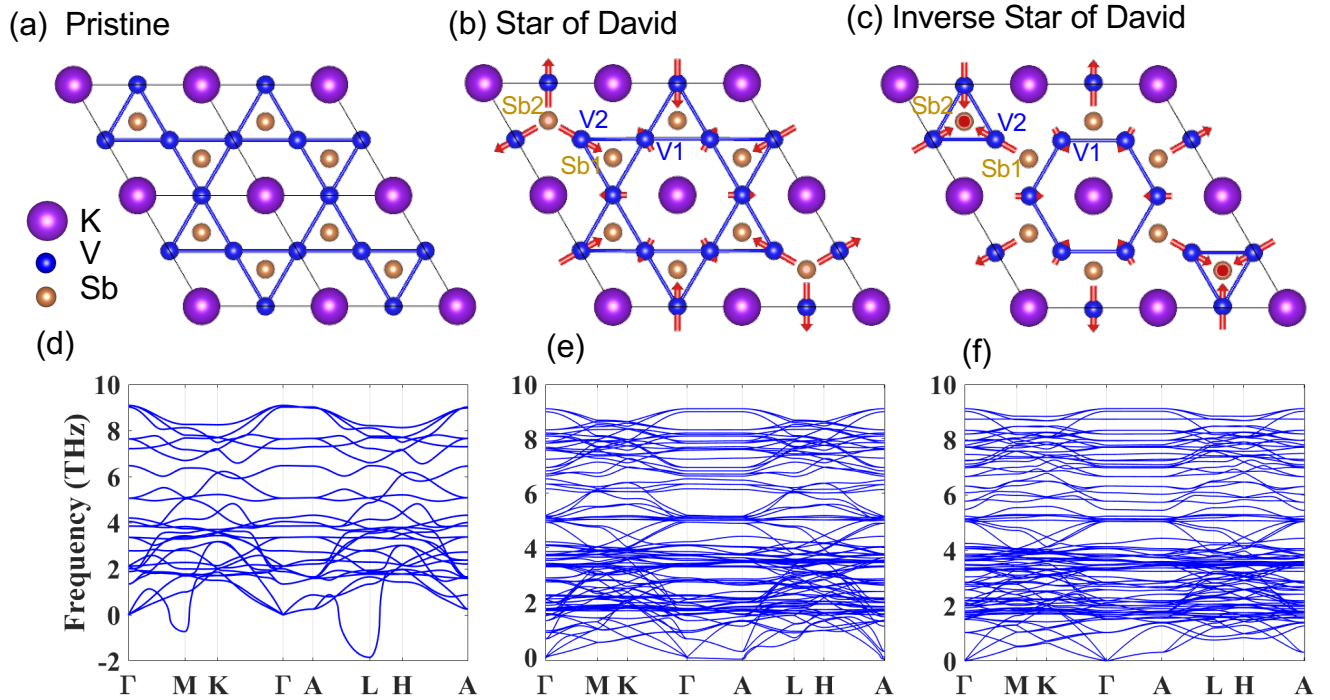 (a) Pristine
(b) Star of David
(c) Inverse Star of David
Sb2
V2
V1
Sb1
Sb2
V2
V1
Sb1
K
V
Sb
(d)
(e)
(f)
Frequency (THz)
10
8
6
4
2
0
-2
Γ M K Γ A L H A
10
8
6
4
2
0
Γ M K Γ A L H A
10
8
6
4
2
0
Γ M K Γ A L H A